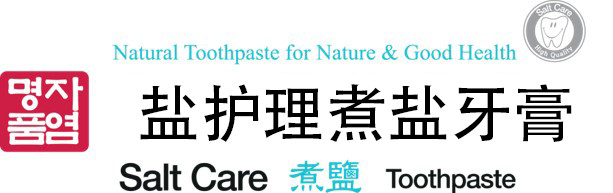 Salt Care
High Quality
Natural Toothpaste for Nature & Good Health
명자
품염
盐护理煮盐牙膏
Salt Care 煮鹽 Toothpaste